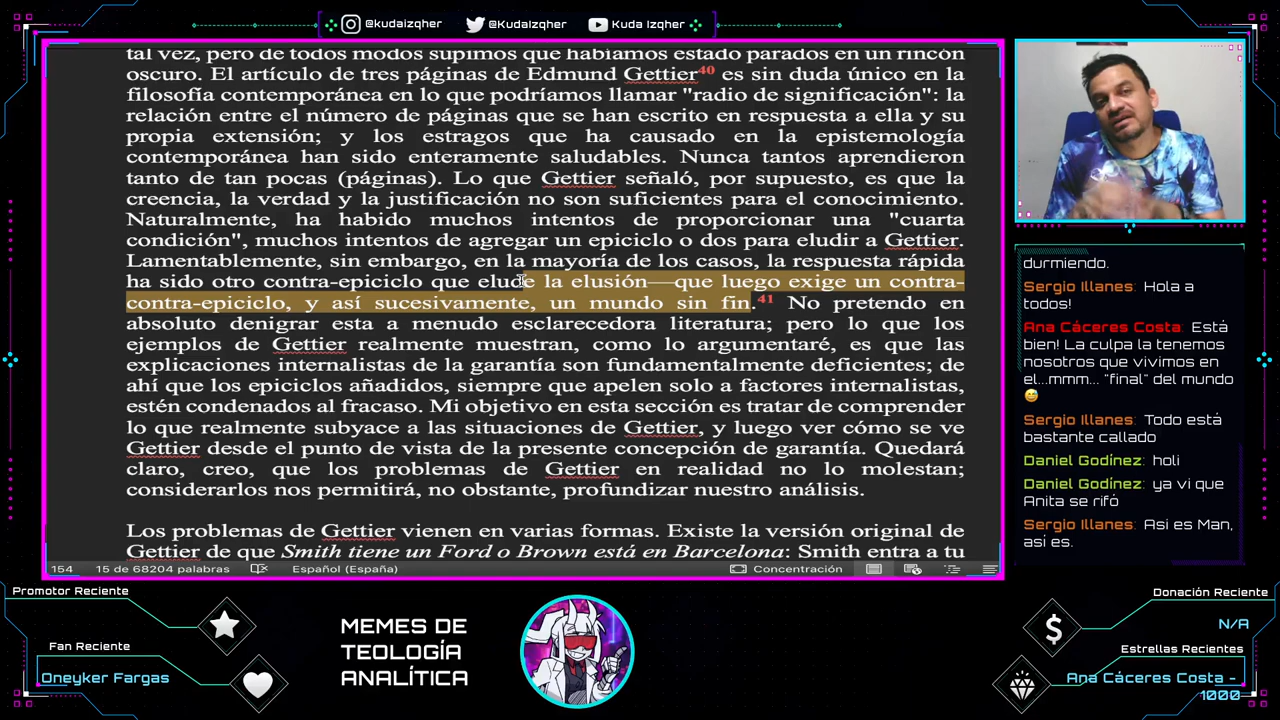 @kudaizqher
@KudaIzqher
Kuda Izqher
tal vez, pero de todos modos supimos que habíamos estado parados en un rincón
oscuro. El artículo de tres páginas de Edmund Gettier40 es sin duda único en la
filosofía contemporánea en lo que podríamos llamar "radio de significación": la
relación entre el número de páginas que se han escrito en respuesta a ella y su
propia extensión; y los estragos que ha causado en la epistemología
contemporánea han sido enteramente saludables. Nunca tantos aprendieron
tanto de tan pocas (páginas). Lo que Gettier señaló, por supuesto, es que la
creencia, la verdad y la justificación no son suficientes para el conocimiento.
Naturalmente, ha habido muchos intentos de proporcionar una "cuarta
condición", muchos intentos de agregar un epiciclo o dos para eludir a Gettier.
Lamentablemente, sin embargo, en la mayoría de los casos, la respuesta rápida
ha sido otro contra-epiciclo que elude la elusión—que luego exige un contra-
contra-epiciclo, y así sucesivamente, un mundo sin fin.41 No pretendo en
absoluto denigrar esta a menudo esclarecedora literatura; pero lo que los
ejemplos de Gettier realmente muestran, como lo argumentaré, es que las
explicaciones internalistas de la garantía son fundamentalmente deficientes; de
ahí que los epiciclos añadidos, siempre que apelen solo a factores internalistas,
estén condenados al fracaso. Mi objetivo en esta sección es tratar de comprender
lo que realmente subyace a las situaciones de Gettier, y luego ver cómo se ve
Gettier desde el punto de vista de la presente concepción de garantía. Quedará
claro, creo, que los problemas de Gettier en realidad no lo molestan;
considerarlos nos permitirá, no obstante, profundizar nuestro análisis.
Los problemas de Gettier vienen en varias formas. Existe la versión original de
Gettier de que Smith tiene un Ford o Brown está en Barcelona: Smith entra a tu
154
15 de 68204 palabras
Español (España)
Concentración
durmiendo.
Sergio Illanes: Hola a
todos!
Ana Cáceres Costa: Está
bien! La culpa la tenemos
nosotros que vivimos en
el...mmm... "final" del mundo
😅
Sergio Illanes: Todo está
bastante callado
Daniel Godínez: holi
Daniel Godínez: ya vi que
Anita se rifó
Sergio Illanes: Asi es Man,
asi es.
Promotor Reciente
Fan Reciente
Oneyker Fargas
MEMES DE
TEOLOGÍA
ANALÍTICA
Donación Reciente
N/A
Estrellas Recientes
Ana Cáceres Costa -
1000